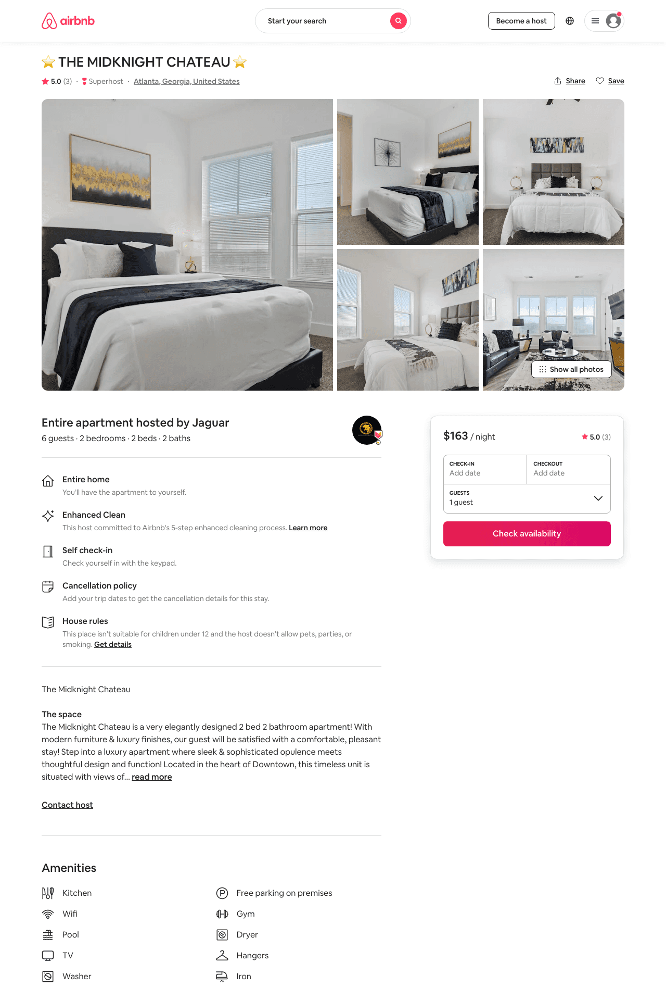 airbnb
Start your search
Become a host
THE MIDKNIGHT CHATEAU
5.0 (3) · Superhost · Atlanta, Georgia, United States
Share
Save
Show all photos
Entire apartment hosted by Jaguar
6 guests · 2 bedrooms · 2 beds · 2 baths
$163 / night
5.0 (3)
CHECK-IN
Add date
CHECKOUT
Add date
GUESTS
1 guest
Check availability
Entire home
You’ll have the apartment to yourself.
Enhanced Clean
This host committed to Airbnb's 5-step enhanced cleaning process. Learn more
Self check-in
Check yourself in with the keypad.
Cancellation policy
Add your trip dates to get the cancellation details for this stay.
House rules
This place isn’t suitable for children under 12 and the host doesn’t allow pets, parties, or
smoking. Get details
The Midknight Chateau
The space
The Midknight Chateau is a very elegantly designed 2 bed 2 bathroom apartment! With
modern furniture & luxury finishes, our guest will be satisfied with a comfortable, pleasant
stay! Step into a luxury apartment where sleek & sophisticated opulence meets
thoughtful design and function! Located in the heart of Downtown, this timeless unit is
situated with views of... read more
Contact host
Amenities
Kitchen
Free parking on premises
Wifi
Gym
Pool
Dryer
TV
Hangers
Washer
Iron